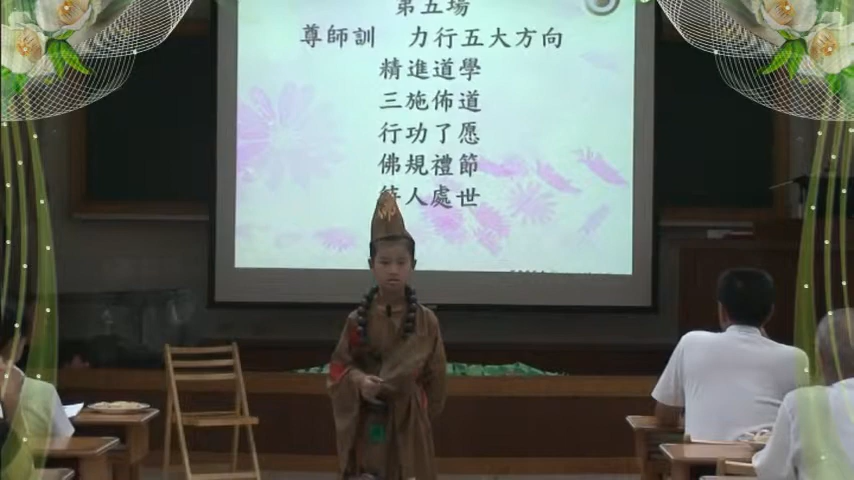 第五場
尊師訓　力行五大方向
精進道學
三施佈道
行功了愿
佛規禮節
待人處世